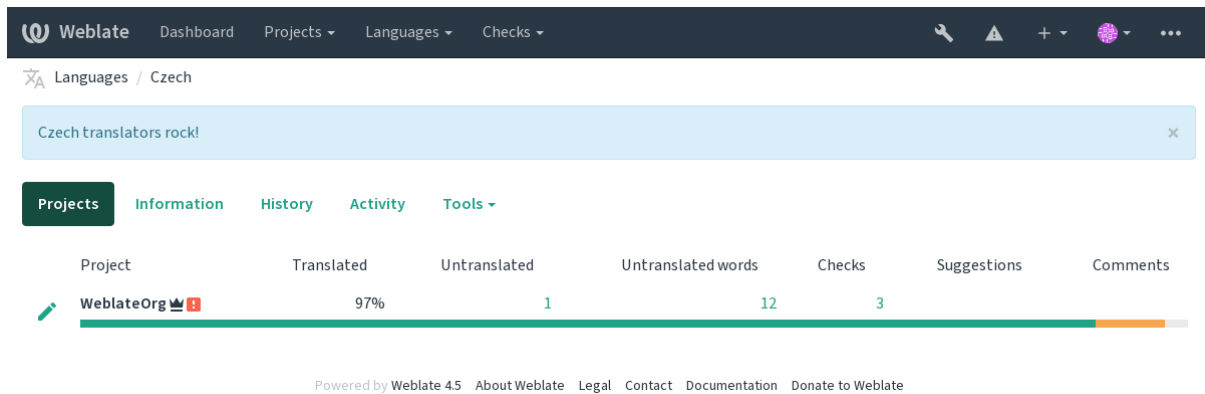 Weblate Dashboard Projects Languages Checks
Languages / Czech
Czech translators rock! ×
Projects Information History Activity Tools
Project Translated Untranslated Untranslated words Checks Suggestions Comments
WeblateOrg 97% 1 12 3
Powered by Weblate 4.5 About Weblate Legal Contact Documentation Donate to Weblate